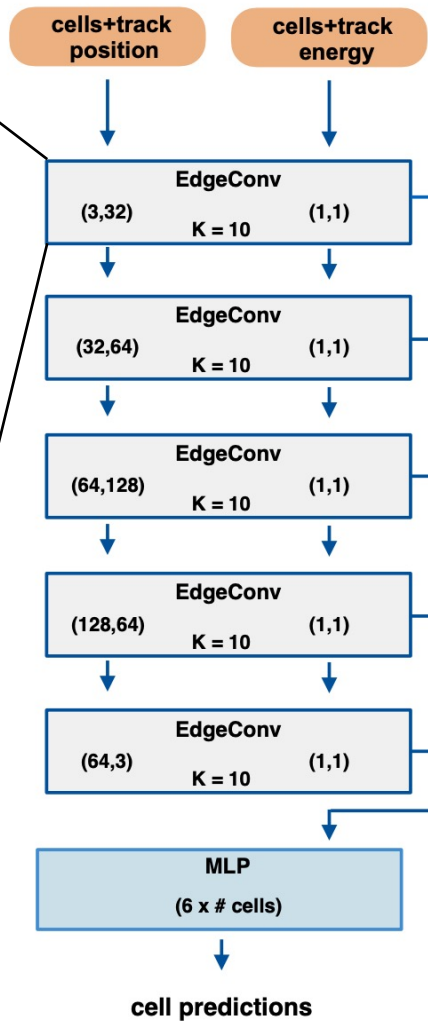 cells+track
position
cells+track
energy
EdgeConv
(3,32)
K = 10
(1,1)
EdgeConv
(32,64)
K = 10
(1,1)
EdgeConv
(64,128)
K = 10
(1,1)
EdgeConv
(128,64)
K = 10
(1,1)
EdgeConv
(64,3)
K = 10
(1,1)
MLP
(6 x # cells)
cell predictions